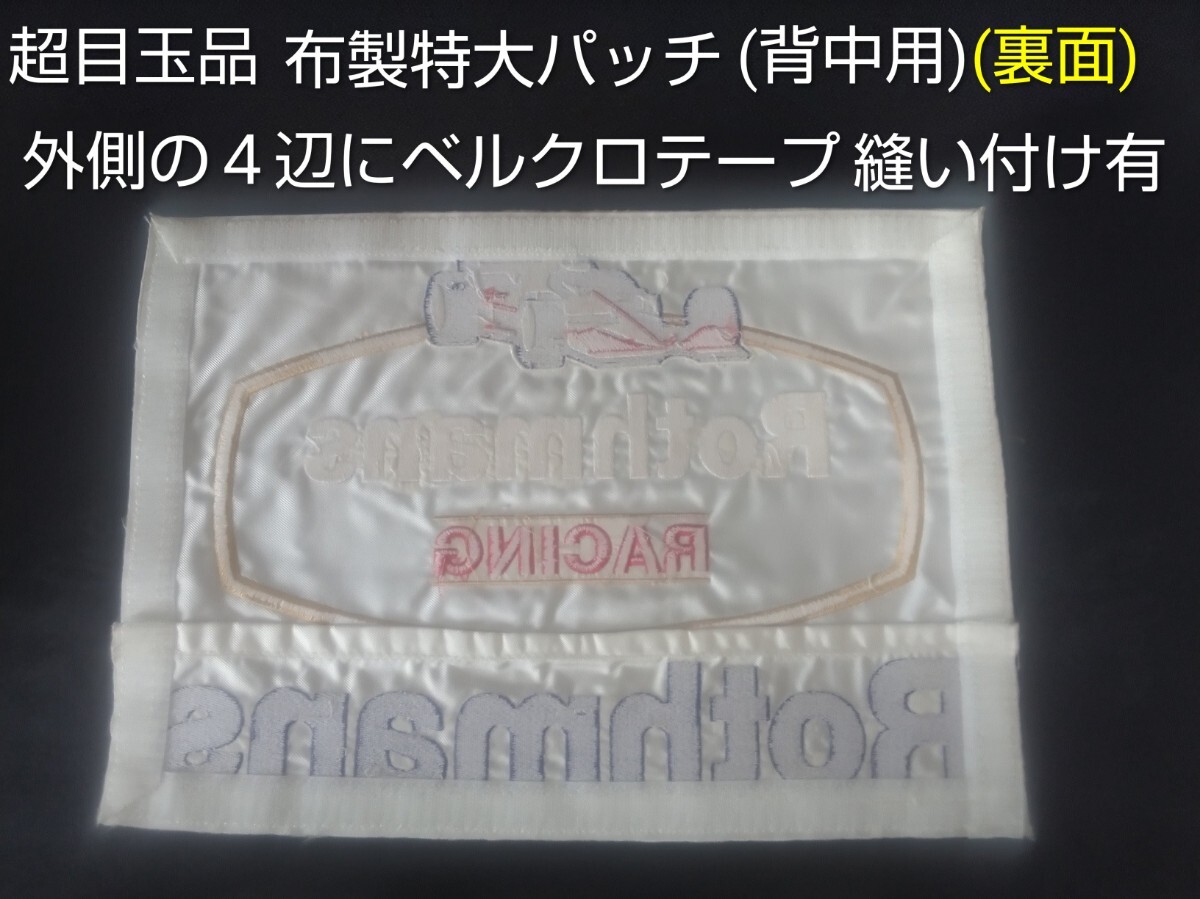 超目玉品 布製特大パッチ(背中用)(裏面)
外側の４辺にベルクロテープ 縫い付け有
Rothmans
RACING
Rothmans